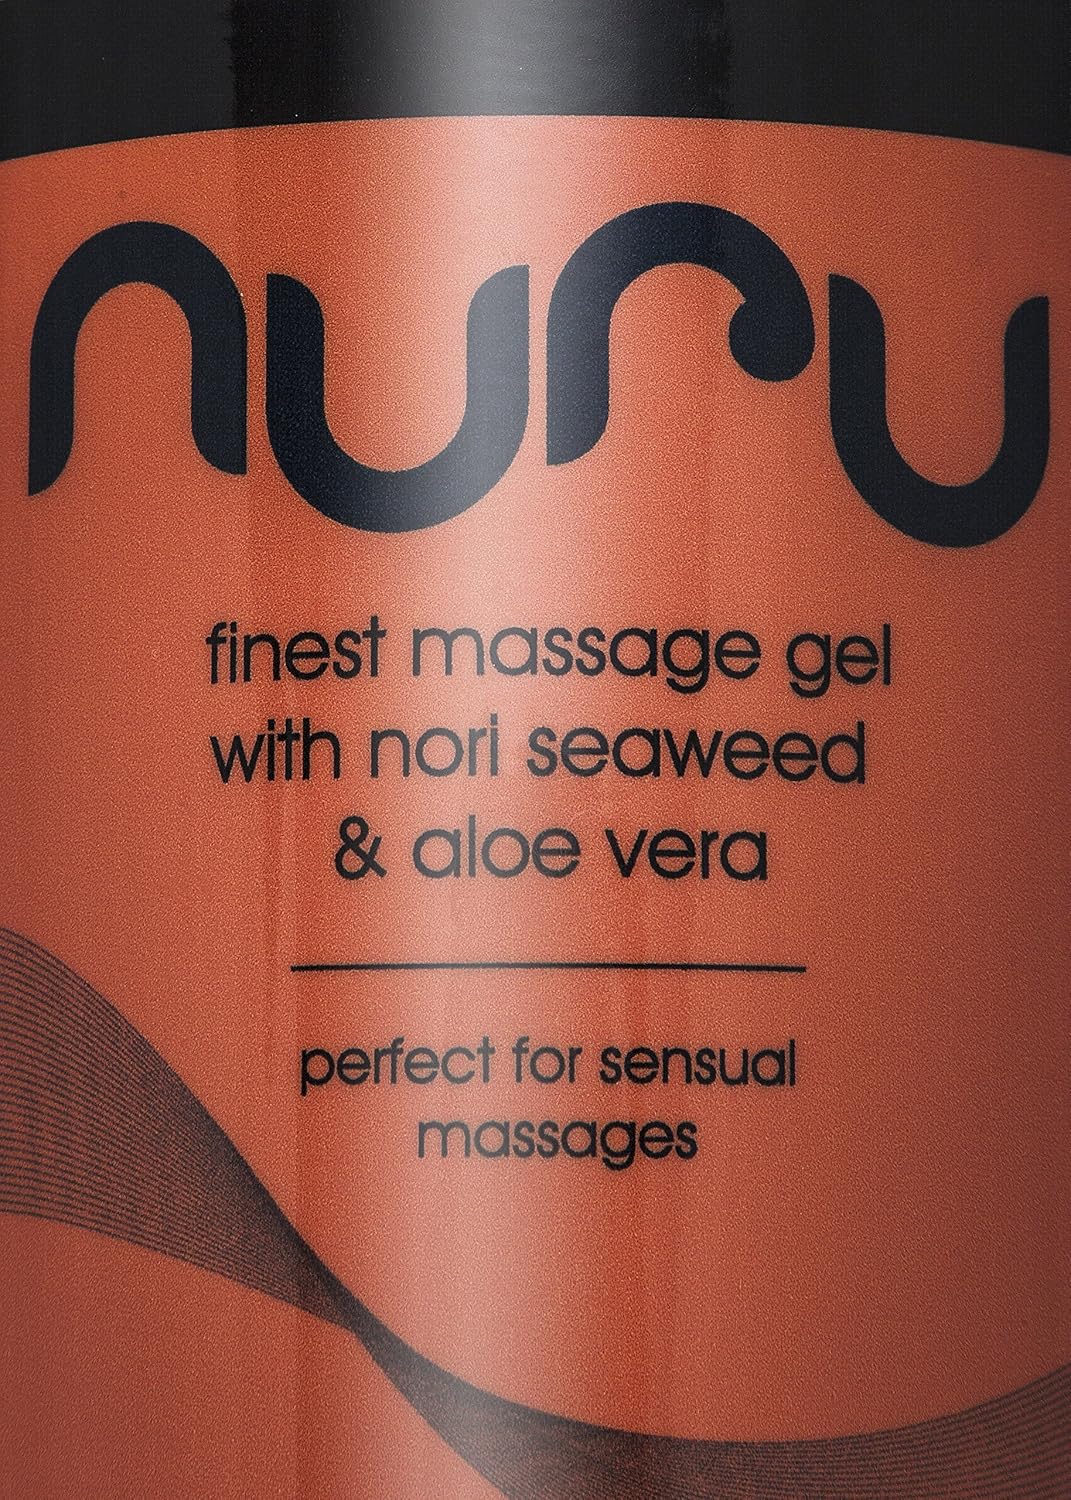 nuru
finest massage gel
with nori seaweed
& aloe vera
perfect for sensual
massages